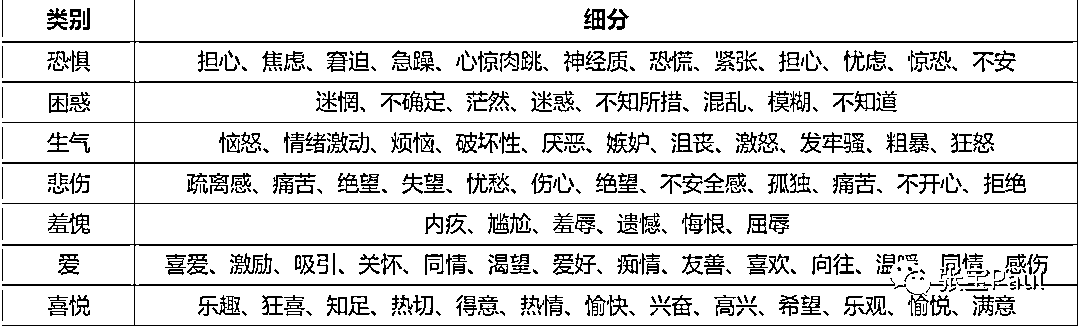 类别 细分
恐惧 担心、焦虑、窘迫、急躁、心惊肉跳、神经质、恐慌、紧张、担心、忧虑、惊恐、不安
困惑 迷惘、不确定、茫然、迷惑、不知所措、混乱、模糊、不知道
生气 恼怒、情绪激动、烦恼、破坏性、厌恶、嫉妒、沮丧、激怒、发牢骚、粗暴、狂怒
悲伤 疏离感、痛苦、绝望、失望、忧愁、伤心、绝望、不安全感、孤独、痛苦、不开心、拒绝
羞愧 内疚、尴尬、羞辱、遗憾、悔恨、屈辱
爱 喜爱、激励、吸引、关怀、同情、渴望、爱好、痴情、友善、喜欢、向往、温暖、同情、感伤
喜悦 乐趣、狂喜、知足、热切、得意、热情、愉快、兴奋、高兴、希望、乐观、愉悦、满意
张宝Paul